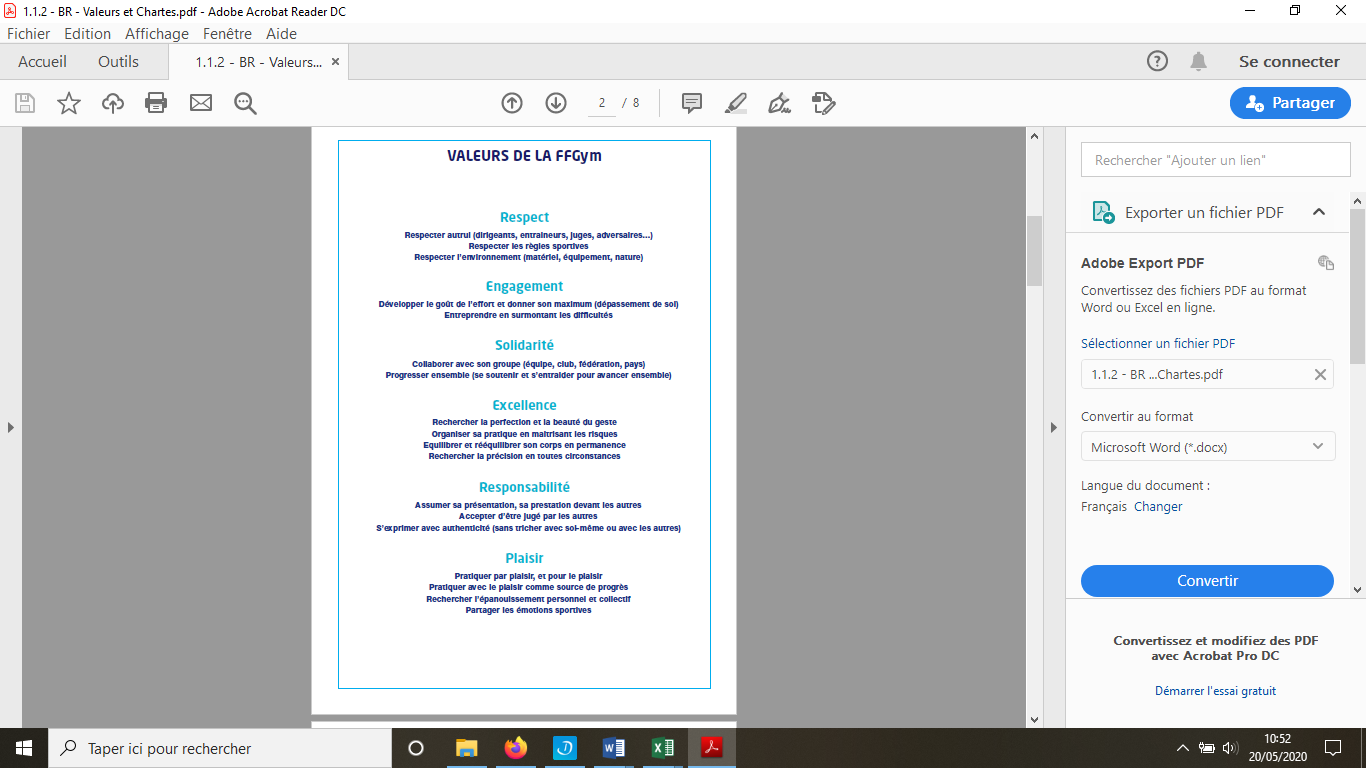 1.1.2 - BR - Valeurs et Chartes.pdf - Adobe Acrobat Reader DC
Fichier Edition Affichage Fenêtre Aide
Accueil Outils 1.1.2 - BR - Valeurs... × Se connecter
2 / 8 Partager
VALEURS DE LA FFGym
Respect
Respecter autrui (dirigeants, entraineurs, juges, adversaires...)
Respecter les règles sportives
Respecter l'environnement (matériel, équipement, nature)
Engagement
Développer le goût de l'effort et donner son maximum (dépassement de soi)
Entreprendre en surmontant les difficultés
Solidarité
Collaborer avec son groupe (équipe, club, fédération, pays)
Progresser ensemble (se soutenir et s'entraider pour avancer ensemble)
Excellence
Rechercher la perfection et la beauté du geste
Organiser sa pratique en maitrisant les risques
Equilibrer et rééquilibrer son corps en permanence
Rechercher la précision en toutes circonstances
Responsabilité
Assumer sa présentation, sa prestation devant les autres
Accepter d'être jugé par les autres
S'exprimer avec authenticité (sans tricher avec soi-même ou avec les autres)
Plaisir
Pratiquer par plaisir, et pour le plaisir
Pratiquer avec le plaisir comme source de progrès
Rechercher l'épanouissement personnel et collectif
Partager les émotions sportives
Rechercher "Ajouter un lien"
Exporter un fichier PDF
Adobe Export PDF
Convertissez des fichiers PDF au format
Word ou Excel en ligne.
Sélectionner un fichier PDF
1.1.2 - BR ...Chartes.pdf
Convertir au format
Microsoft Word (*.docx)
Langue du document :
Français Changer
Convertir
Convertissez et modifiez des PDF
avec Acrobat Pro DC
Démarrer l'essai gratuit
Taper ici pour rechercher
10:52
20/05/2020